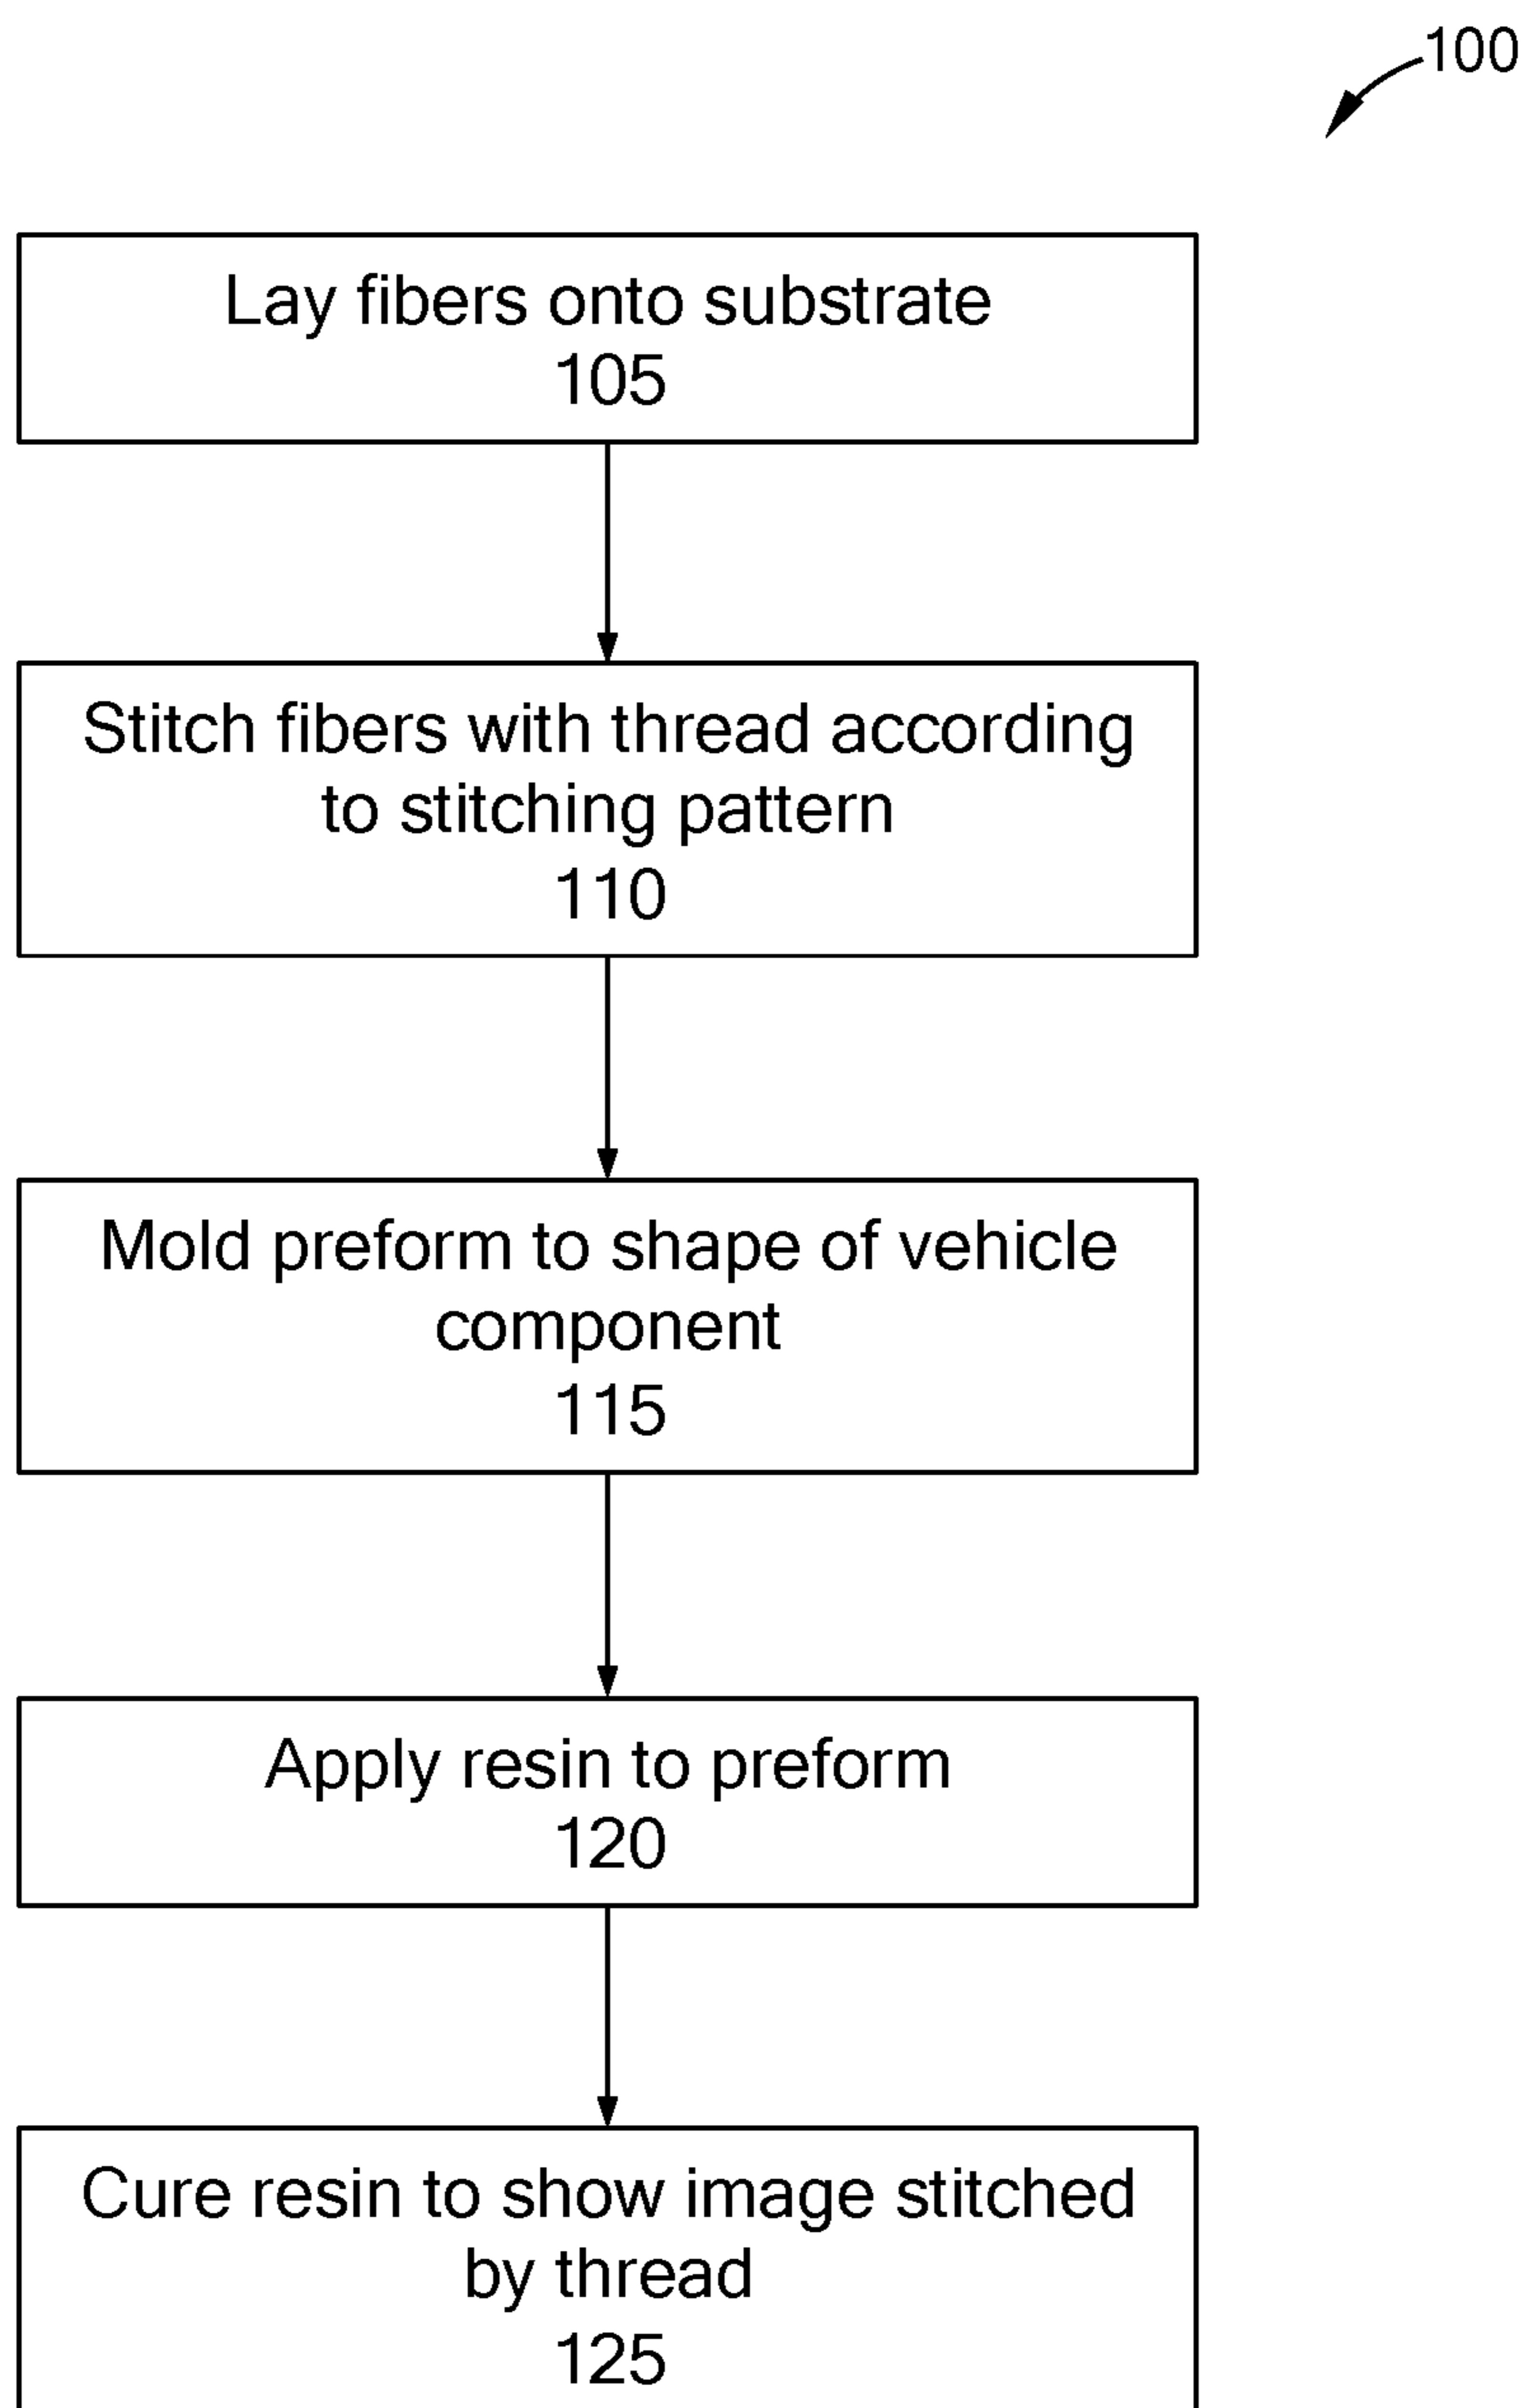 100
Lay fibers onto substrate
105
Stitch fibers with thread according
to stitching pattern
110
Mold preform to shape of vehicle
component
115
Apply resin to preform
120
Cure resin to show image stitched
by thread
125